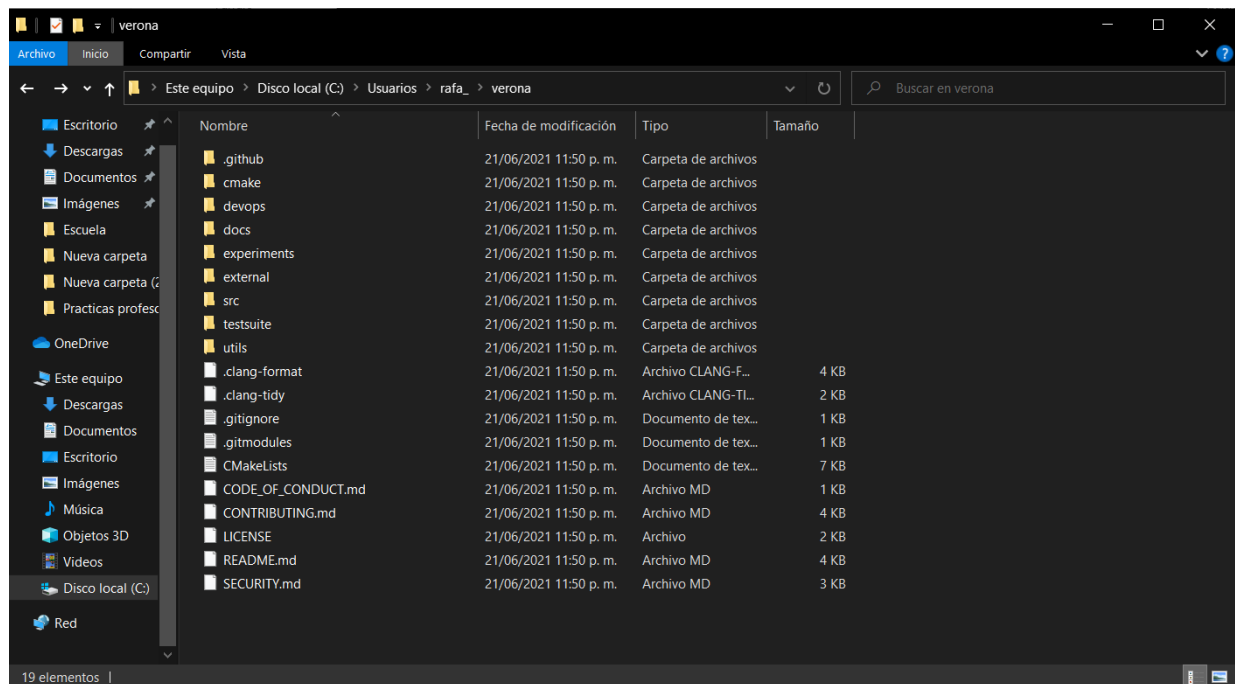 verona
Archivo Inicio Compartir Vista
Este equipo > Disco local (C:) > Usuarios > rafa_ > verona
Buscar en verona
Escritorio
Descargas
Documentos
Imágenes
Escuela
Nueva carpeta
Nueva carpeta (2
Practicas profesc
OneDrive
Este equipo
Descargas
Documentos
Escritorio
Imágenes
Música
Objetos 3D
Videos
Disco local (C:)
Red
Nombre Fecha de modificación Tipo Tamaño
.github 21/06/2021 11:50 p. m. Carpeta de archivos
cmake 21/06/2021 11:50 p. m. Carpeta de archivos
devops 21/06/2021 11:50 p. m. Carpeta de archivos
docs 21/06/2021 11:50 p. m. Carpeta de archivos
experiments 21/06/2021 11:50 p. m. Carpeta de archivos
external 21/06/2021 11:50 p. m. Carpeta de archivos
src 21/06/2021 11:50 p. m. Carpeta de archivos
testsuite 21/06/2021 11:50 p. m. Carpeta de archivos
utils 21/06/2021 11:50 p. m. Carpeta de archivos
.clang-format 21/06/2021 11:50 p. m. Archivo CLANG-F... 4 KB
.clang-tidy 21/06/2021 11:50 p. m. Archivo CLANG-TI... 2 KB
.gitignore 21/06/2021 11:50 p. m. Documento de tex... 1 KB
.gitmodules 21/06/2021 11:50 p. m. Documento de tex... 1 KB
CMakeLists 21/06/2021 11:50 p. m. Documento de tex... 7 KB
CODE_OF_CONDUCT.md 21/06/2021 11:50 p. m. Archivo MD 1 KB
CONTRIBUTING.md 21/06/2021 11:50 p. m. Archivo MD 4 KB
LICENSE 21/06/2021 11:50 p. m. Archivo 2 KB
README.md 21/06/2021 11:50 p. m. Archivo MD 4 KB
SECURITY.md 21/06/2021 11:50 p. m. Archivo MD 3 KB
19 elementos